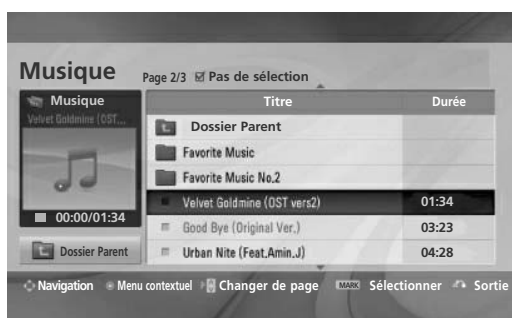 Musique Page 2/3 Pas de sélection
Musique
Velvet Goldmine (OST...
00:00/01:34
Dossier Parent
Titre Durée
Dossier Parent
Favorite Music
Favorite Music No.2
Velvet Goldmine (OST vers2) 01:34
Good Bye (Original Ver.) 03:23
Urban Nite (Feat.Amin.J) 04:28
Navigation Menu contextuel Changer de page MARK Sélectionner Sortie